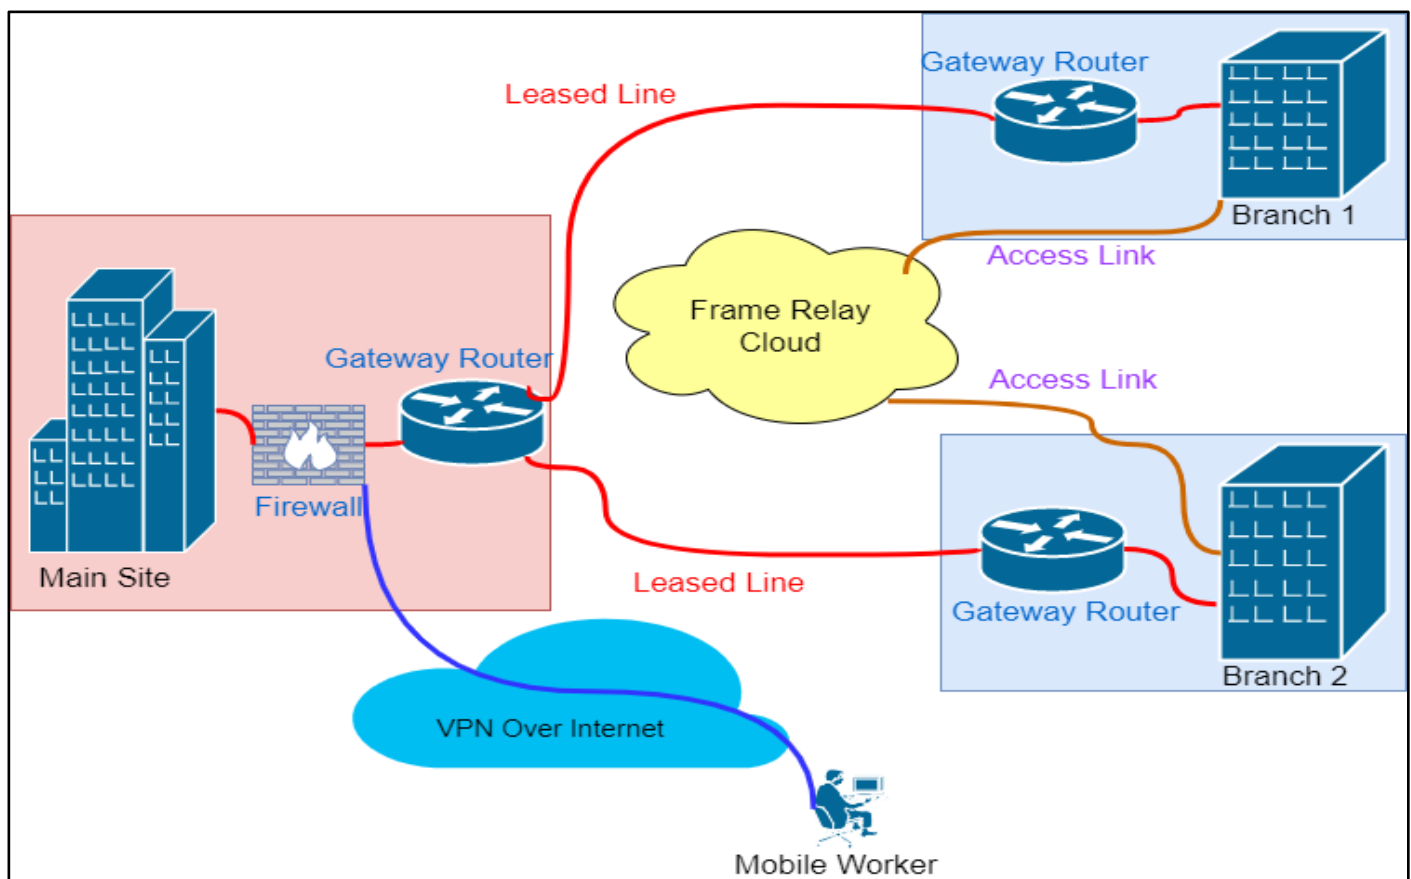 Gateway Router
Leased Line
Branch 1
Access Link
Frame Relay
Cloud
Gateway Router
Access Link
Firewall
Main Site
Leased Line
Gateway Router
Branch 2
VPN Over Internet
Mobile Worker